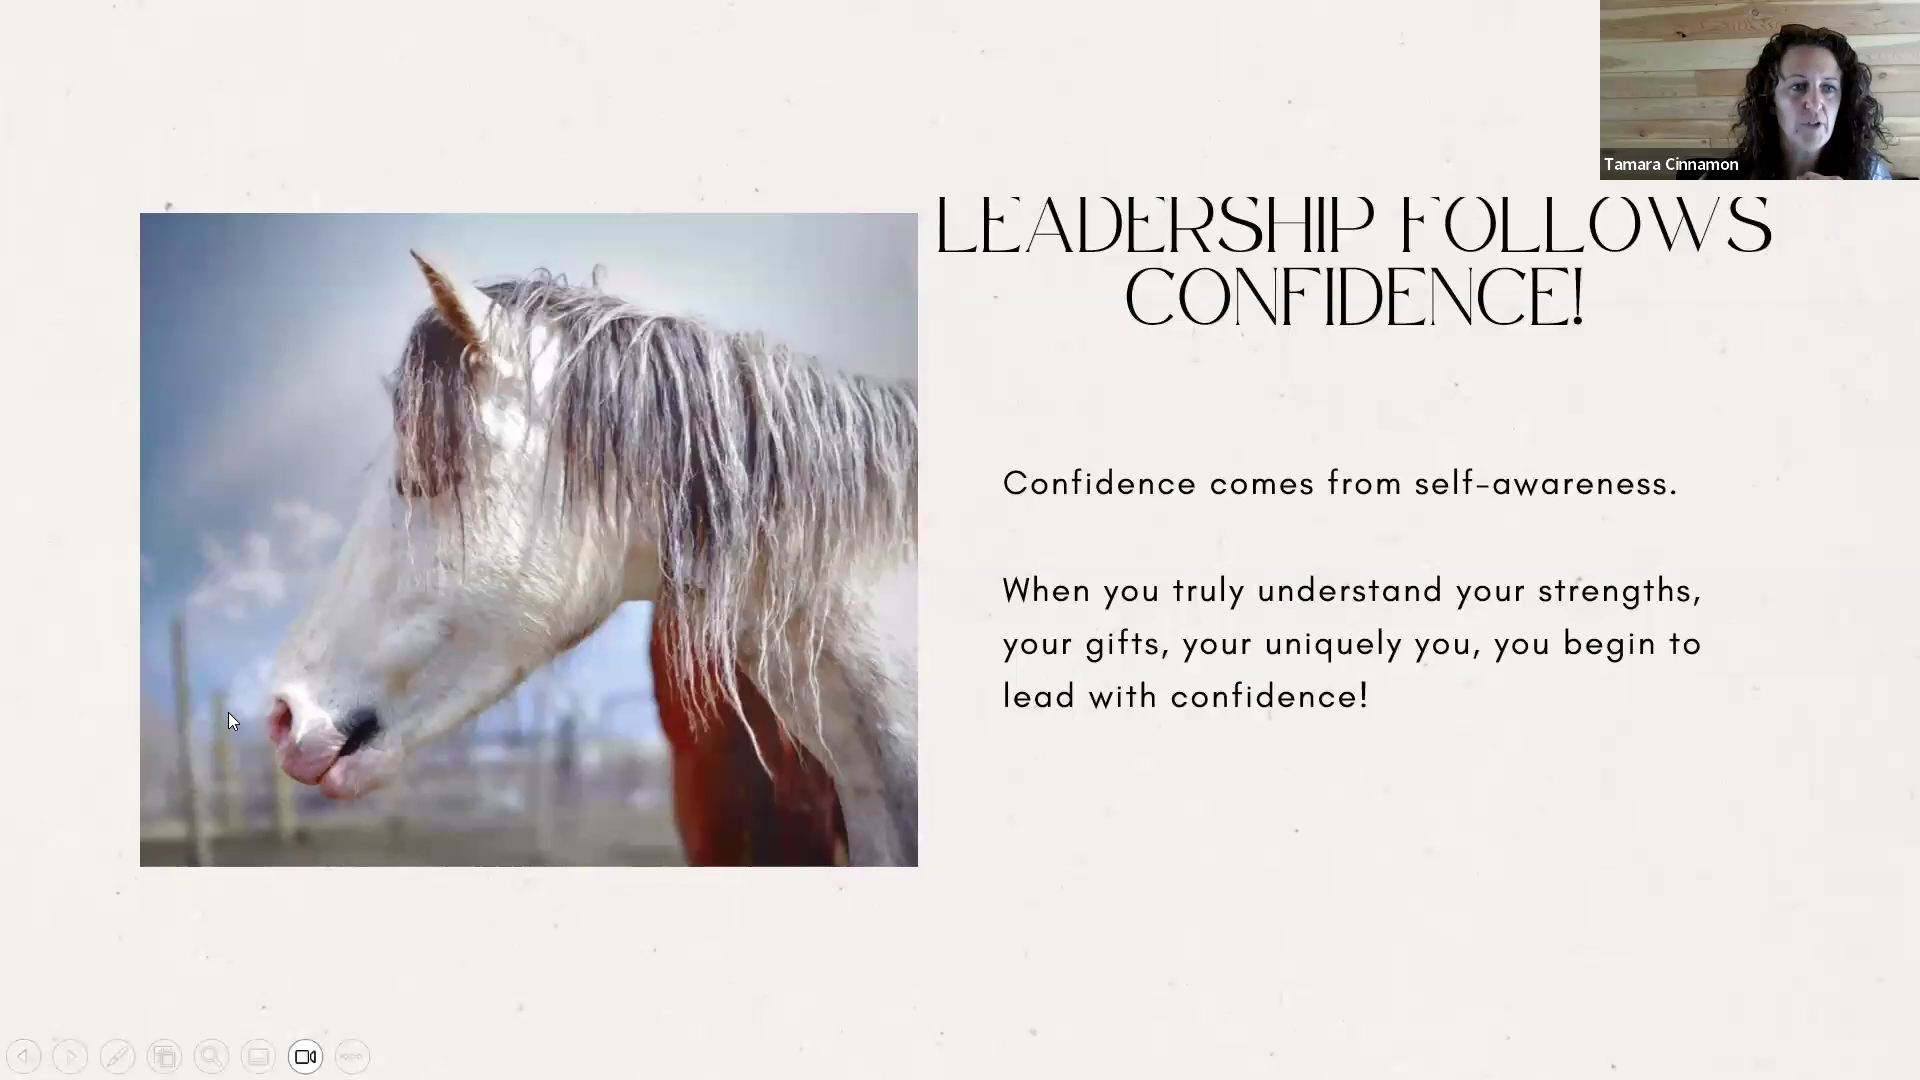 Tamara Cinnamon
LEADERSHIP FOLLOWS
CONFIDENCE!
Confidence comes from self-awareness.
When you truly understand your strengths,
your gifts, your uniquely you, you begin to
lead with confidence!